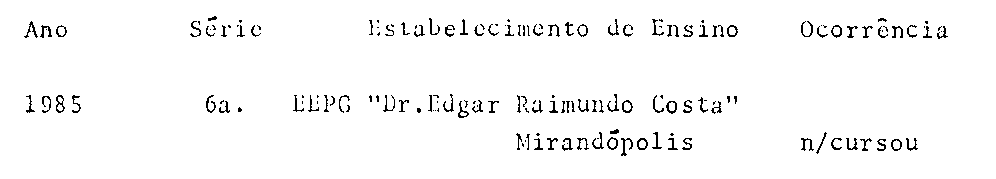 Ano Série Estabelecimento de Ensino Ocorrência
1985 6a. EEPG "Dr.Edgar Raimundo Costa"
Mirandópolis n/cursou